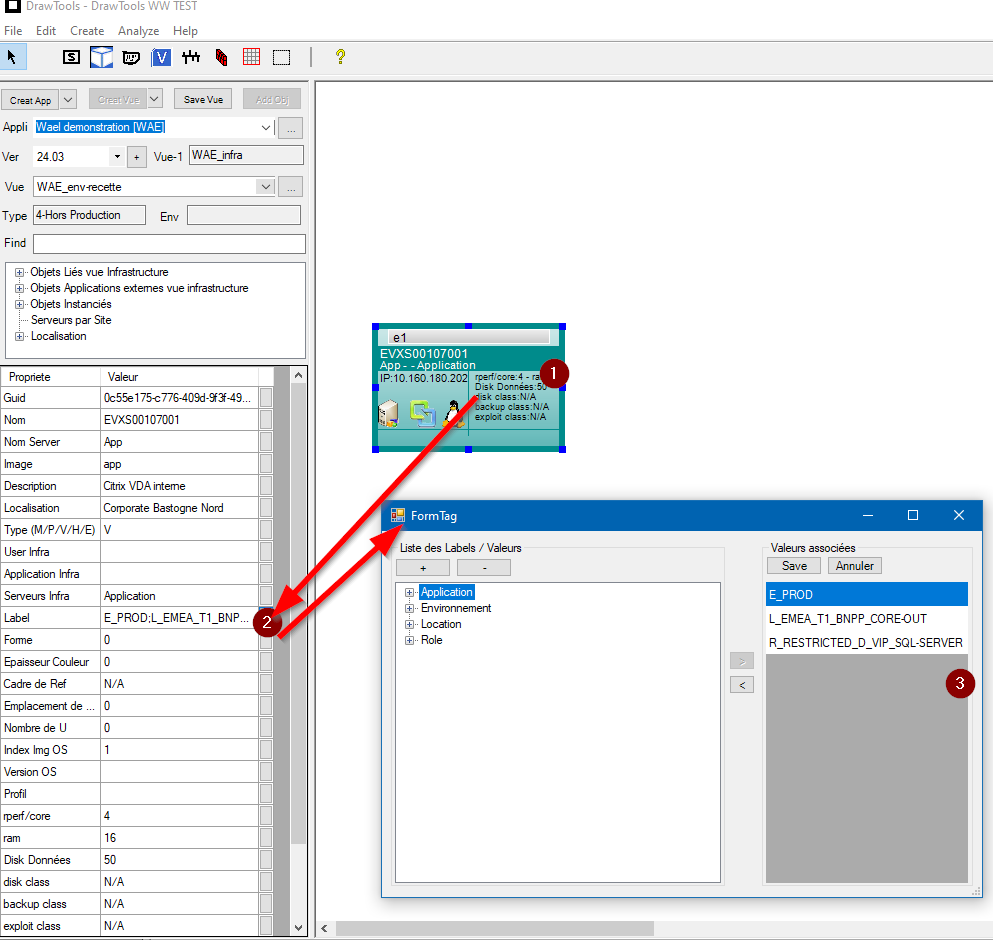 DrawTools - DrawTools WW TEST
File Edit Create Analyze Help
S V ?
Creat App Creat Vue Save Vue Add Obj
Appli Wael demonstration [WAE] ...
Ver 24.03 + Vue-1 WAE_infra
Vue WAE_env-recette ...
Type 4-Hors Production Env
Find
Objets Liés vue Infrastructure
Objets Applications externes vue infrastructure
Objets Instanciés
Serveurs par Site
Localisation
Propriete Valeur
Guid 0c55e175-c776-409d-9f3f-49...
Nom EVXS00107001
Nom Server App
Image app
Description Citrix VDA interne
Localisation Corporate Bastogne Nord
Type (M/P/V/H/E) V
User Infra
Application Infra
Serveurs Infra Application
Label E_PROD;L_EMEA_T1_BNP...
2
Forme 0
Epaisseur Couleur 0
Cadre de Ref N/A
Emplacement de ... 0
Nombre de U 0
Index Img OS 1
Version OS
Profil
rperf/core 4
ram 16
Disk Données 50
disk class N/A
backup class N/A
exploit class N/A
e1
EVXS00107001
App - - Application
IP:10.160.180.202
rperf/core:4 - ra
1
Disk Données:50
disk class:N/A
backup class:N/A
exploit class:N/A
FormTag
Liste des Labels / Valeurs
+ -
Application
Environnement
Location
Role
>
<
Valeurs associées
Save Annuler
E_PROD
L_EMEA_T1_BNPP_CORE-OUT
R_RESTRICTED_D_VIP_SQL-SERVER
3